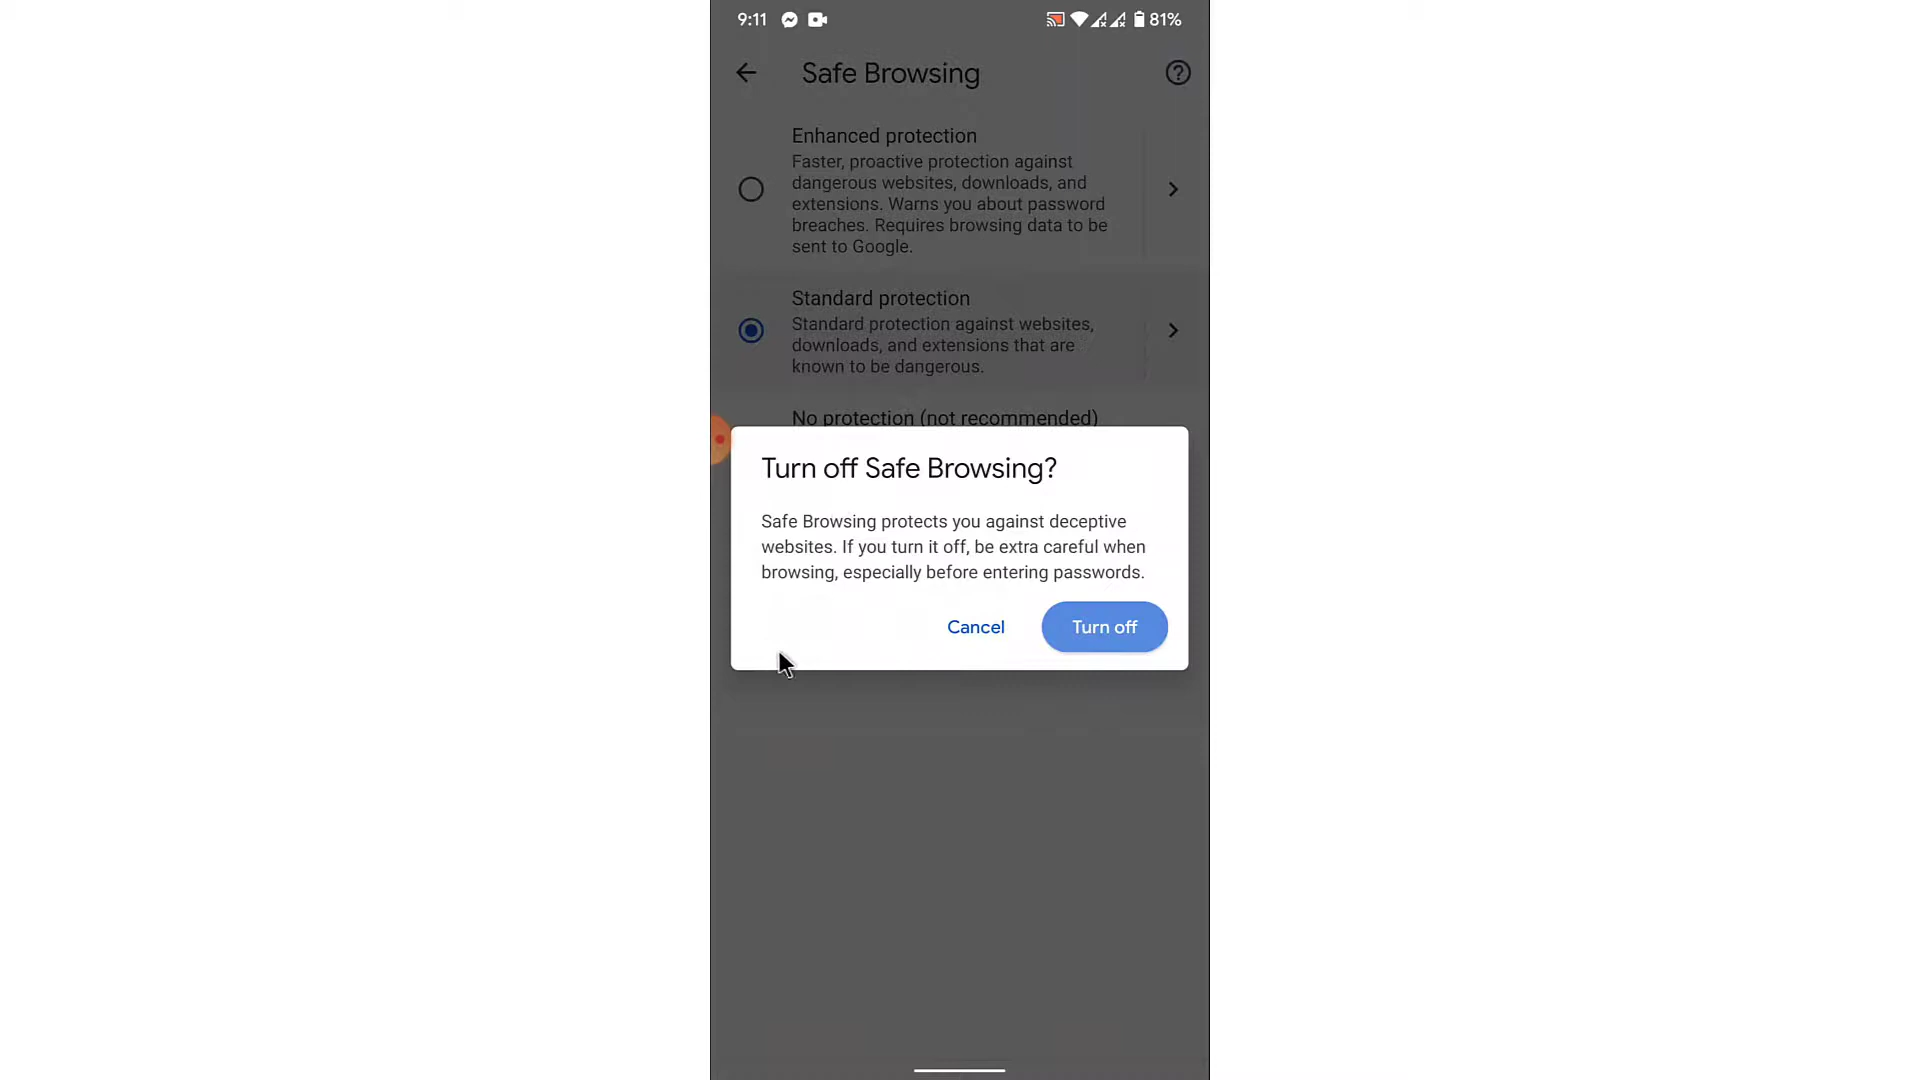 9:11 81%
Safe Browsing
Enhanced protection
Faster, proactive protection against
dangerous websites, downloads, and
extensions. Warns you about password
breaches. Requires browsing data to be
sent to Google.
Standard protection
Standard protection against websites,
downloads, and extensions that are
known to be dangerous.
No protection (not recommended)
Turn off Safe Browsing?
Safe Browsing protects you against deceptive
websites. If you turn it off, be extra careful when
browsing, especially before entering passwords.
Cancel Turn off